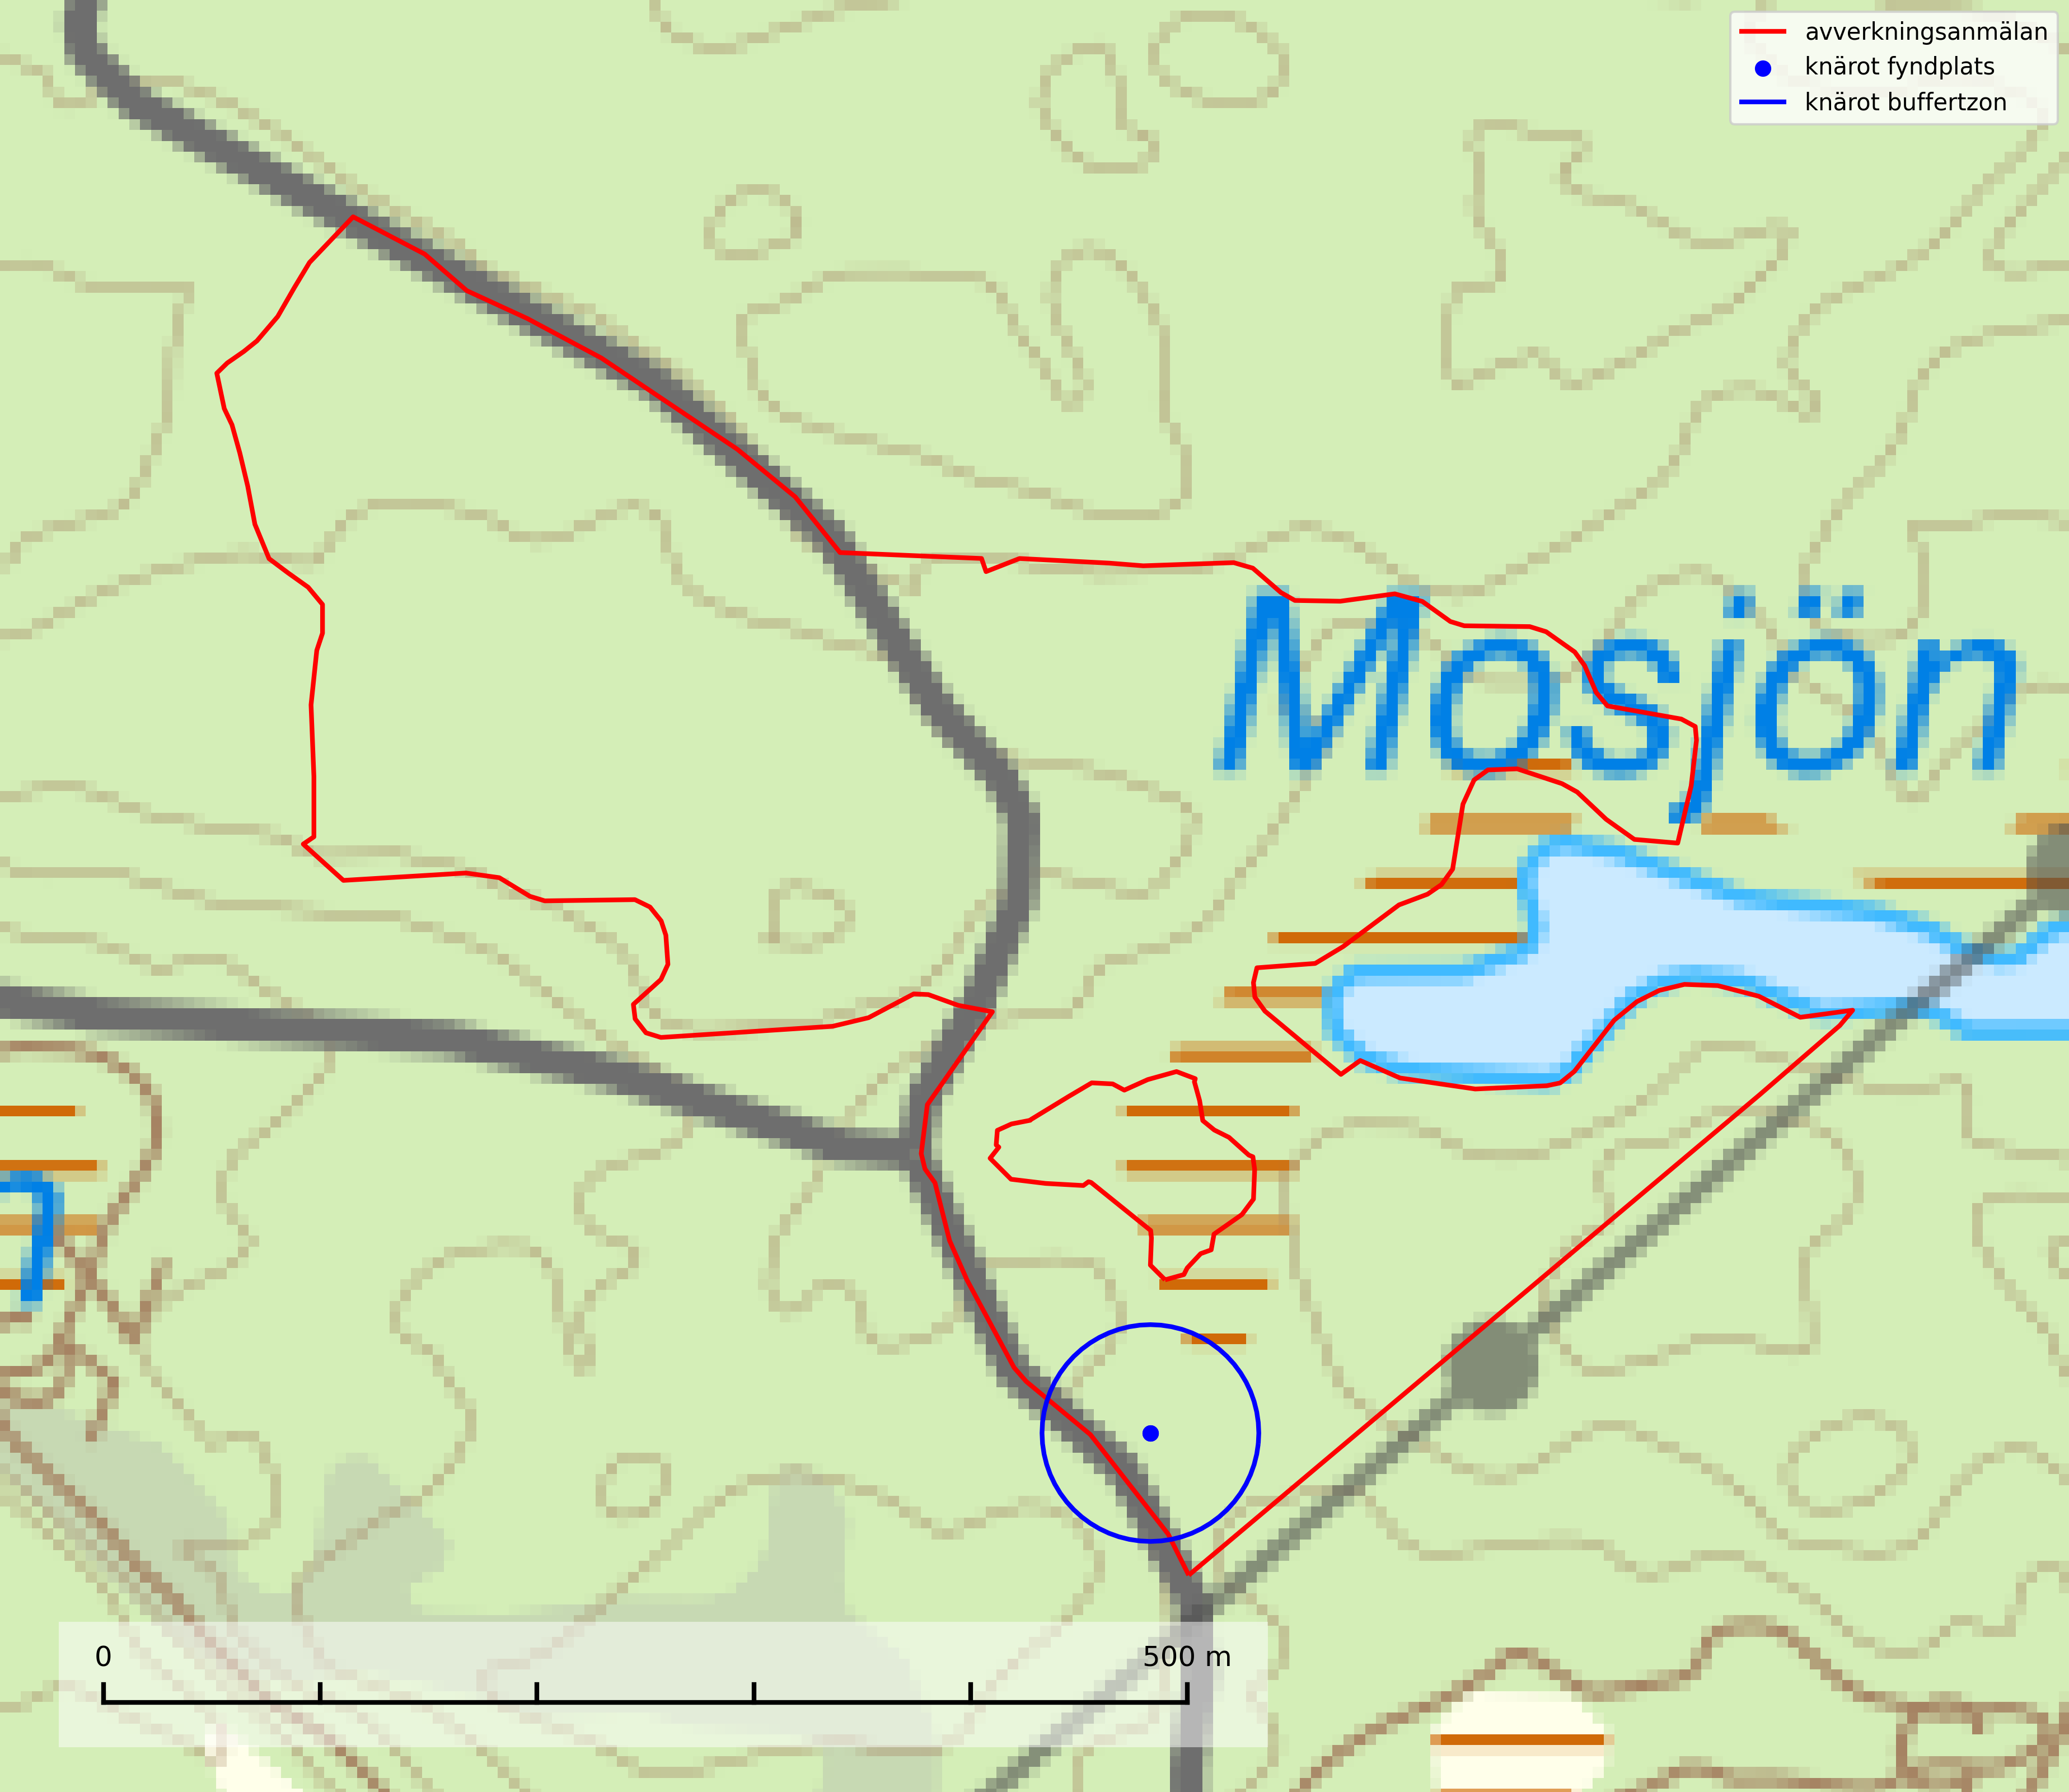 avverkningsanmälan
knärot fyndplats
knärot buffertzon
Mosjön
0 500 m